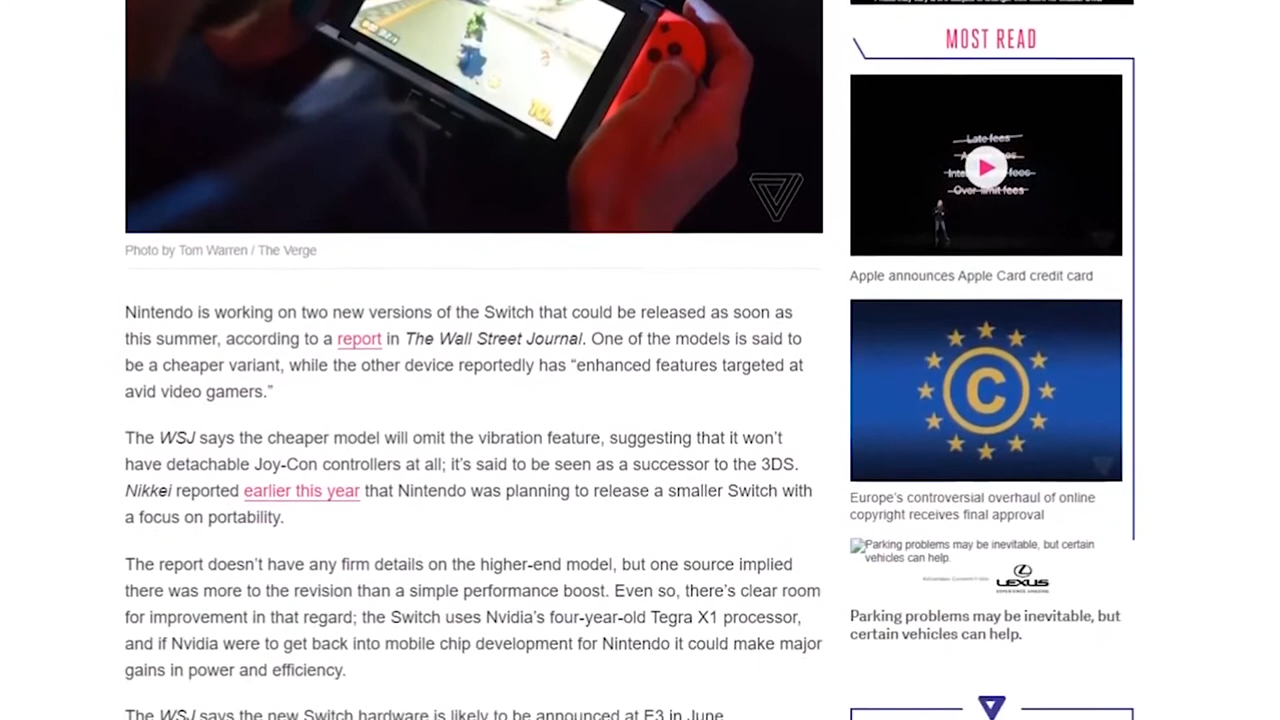 MOST READ
Late fees
Over-limit fees
Apple announces Apple Card credit card
C
Europe's controversial overhaul of online
copyright receives final approval
Parking problems may be inevitable, but certain
vehicles can help.
LEXUS
EXPERIENCE AMAZING
Parking problems may be inevitable, but
certain vehicles can help.
Photo by Tom Warren / The Verge
Nintendo is working on two new versions of the Switch that could be released as soon as
this summer, according to a report in The Wall Street Journal. One of the models is said to
be a cheaper variant, while the other device reportedly has “enhanced features targeted at
avid video gamers.”
The WSJ says the cheaper model will omit the vibration feature, suggesting that it won’t
have detachable Joy-Con controllers at all; it’s said to be seen as a successor to the 3DS.
Nikkei reported earlier this year that Nintendo was planning to release a smaller Switch with
a focus on portability.
The report doesn’t have any firm details on the higher-end model, but one source implied
there was more to the revision than a simple performance boost. Even so, there’s clear room
for improvement in that regard; the Switch uses Nvidia’s four-year-old Tegra X1 processor,
and if Nvidia were to get back into mobile chip development for Nintendo it could make major
gains in power and efficiency.
The WSJ says the new Switch hardware is likely to be announced at E3 in June.